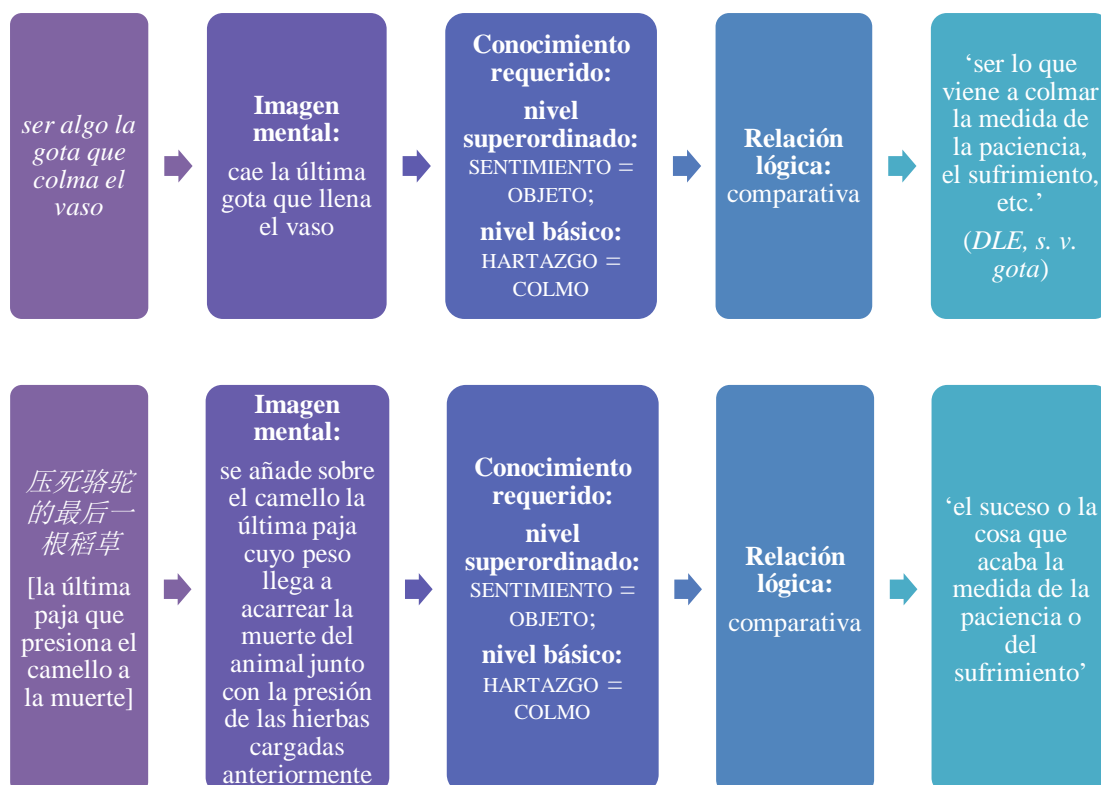 ser algo la
gota que
colma el
vaso
Imagen
mental:
cae la última
gota que llena
el vaso
Conocimiento
requerido:
nivel
superordinado:
SENTIMIENTO =
OBJETO;
nivel básico:
HARTAZGO =
COLMO
Relación
lógica:
comparativa
‘ser lo que
viene a colmar
la medida de
la paciencia,
el sufrimiento,
etc.’
(DLE, s. v.
gota)
压死骆驼
的最后一
根稻草
[la última
paja que
presiona el
camello a
la muerte]
Imagen
mental:
se añade sobre
el camello la
última paja
cuyo peso
llega a
acarrear la
muerte del
animal junto
con la presión
de las hierbas
cargadas
anteriormente
Conocimiento
requerido:
nivel
superordinado:
SENTIMIENTO =
OBJETO;
nivel básico:
HARTAZGO =
COLMO
Relación
lógica:
comparativa
‘el suceso o la
cosa que
acaba la
medida de la
paciencia o
del
sufrimiento’